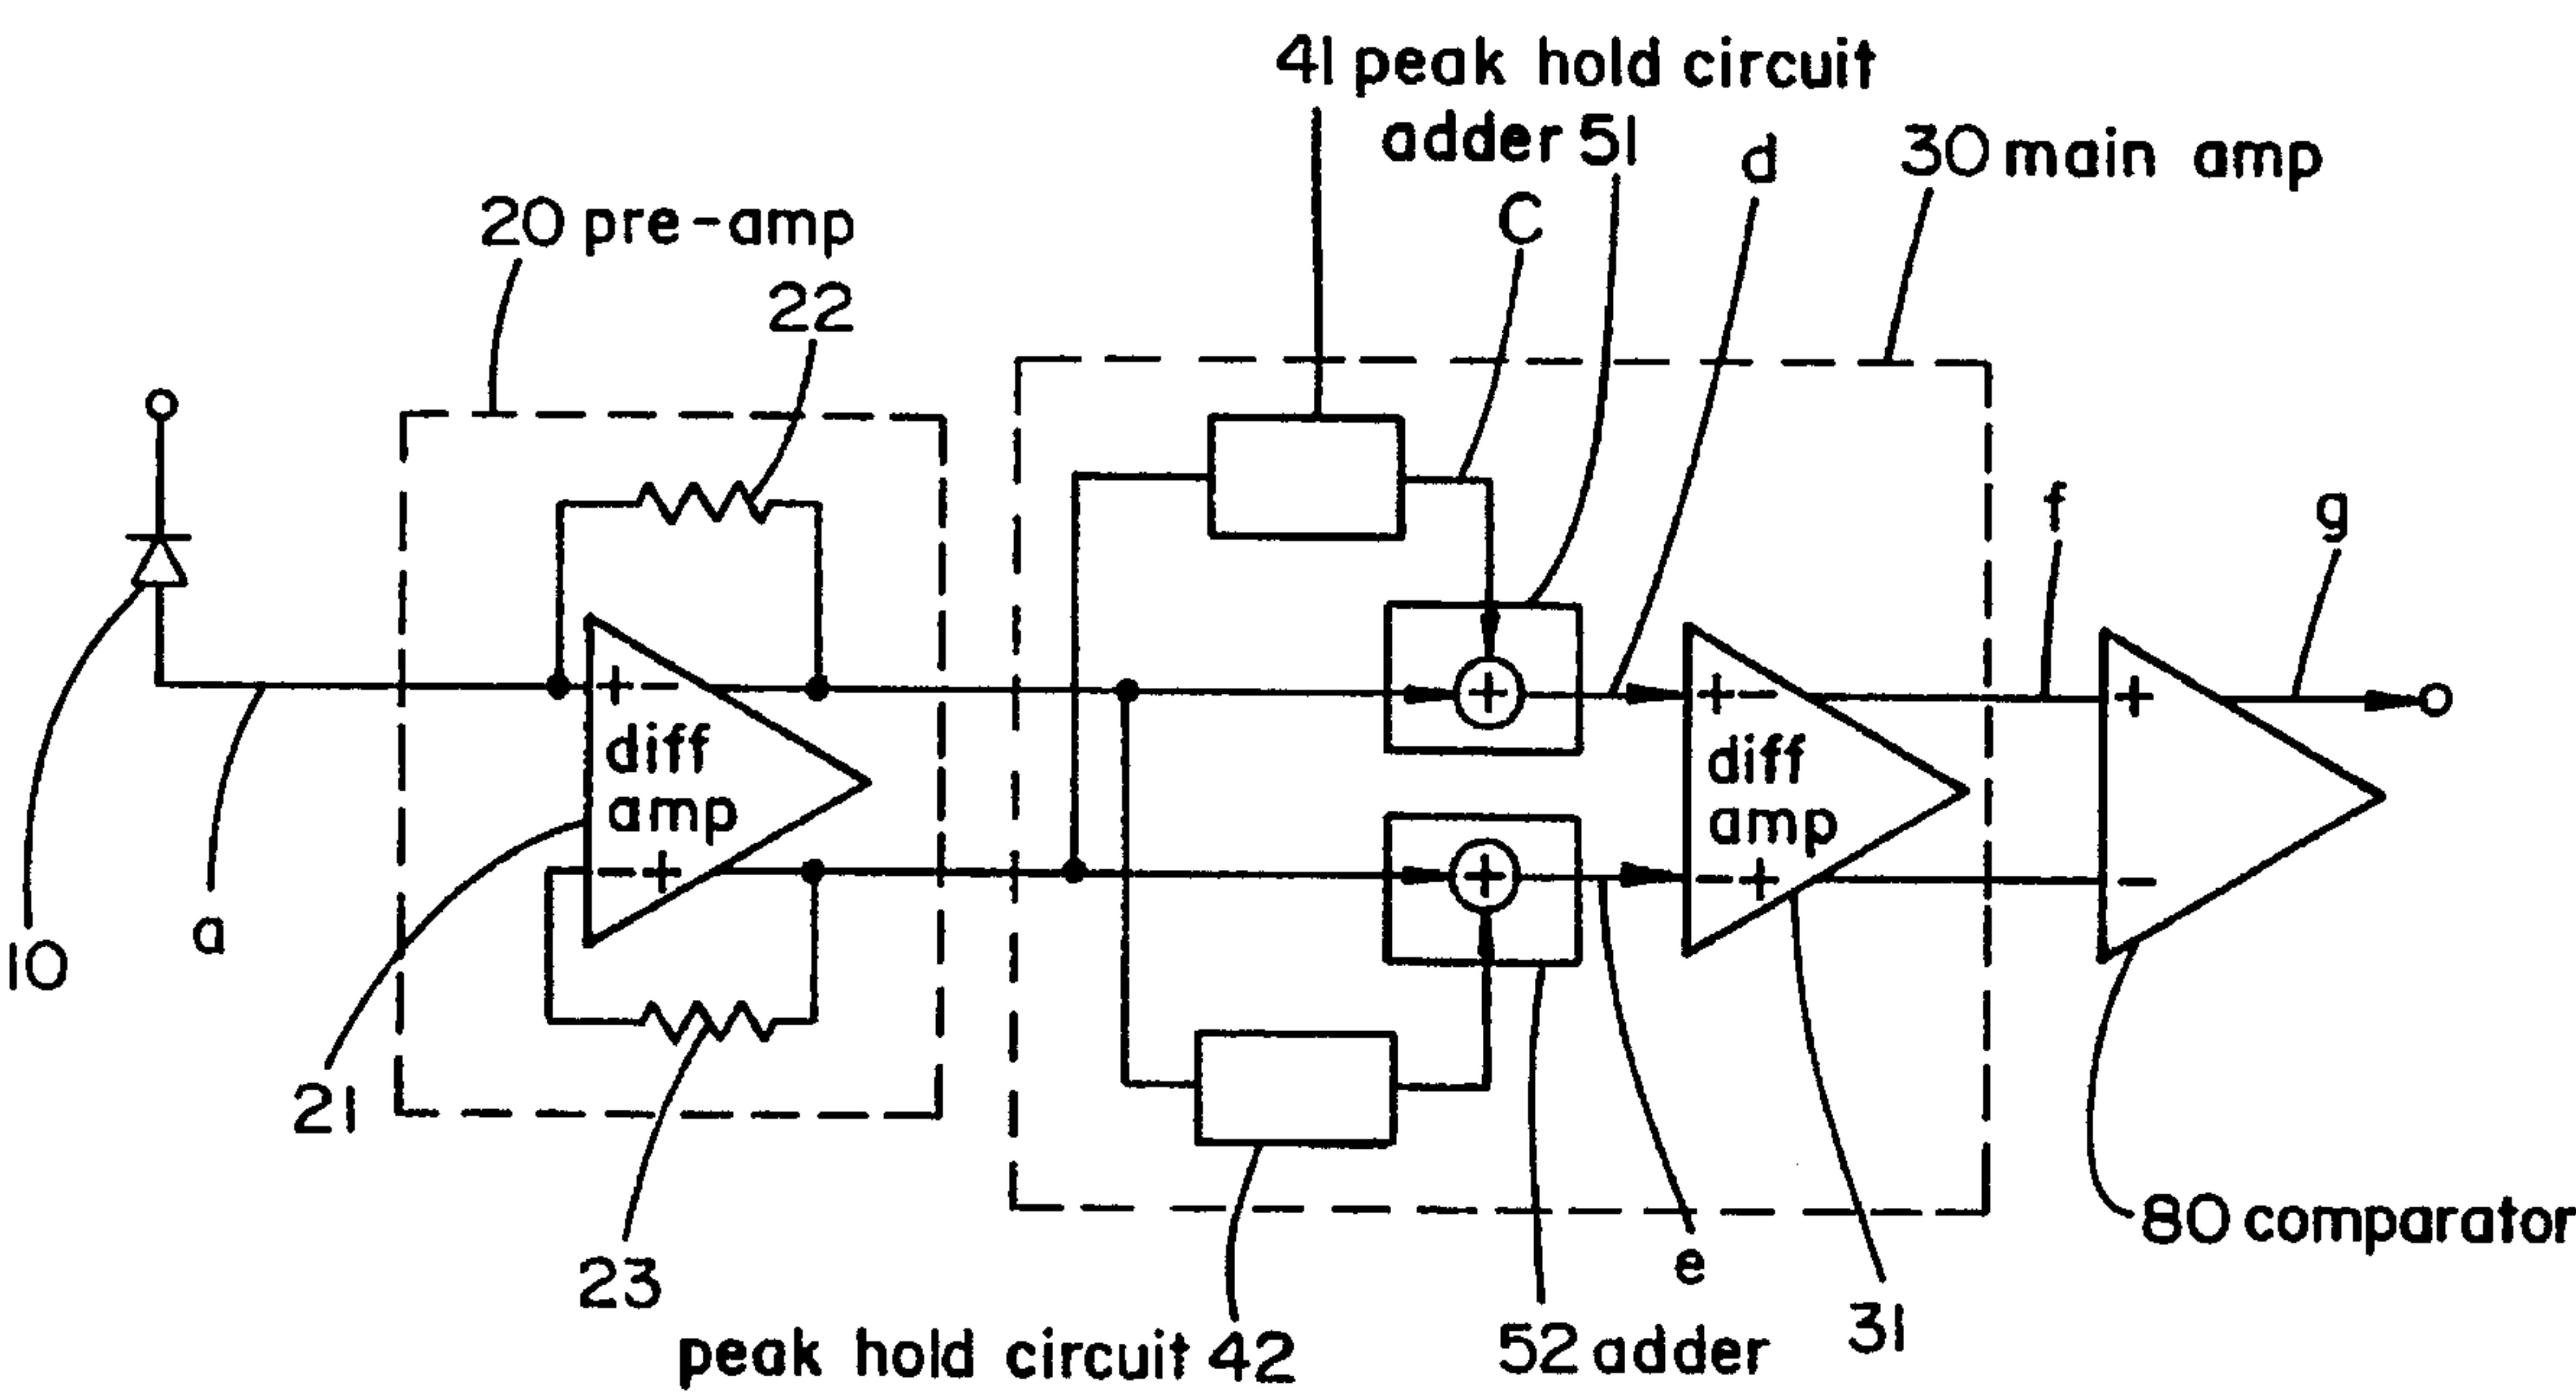 41 peak hold circuit
adder 51
d
30 main amp
C
20 pre-amp
22
f
g
+-
diff
amp
-+
+
+
+-
diff
amp
-+
+
-
a
10
21
23
peak hold circuit 42
e
52 adder
31
80 comparator